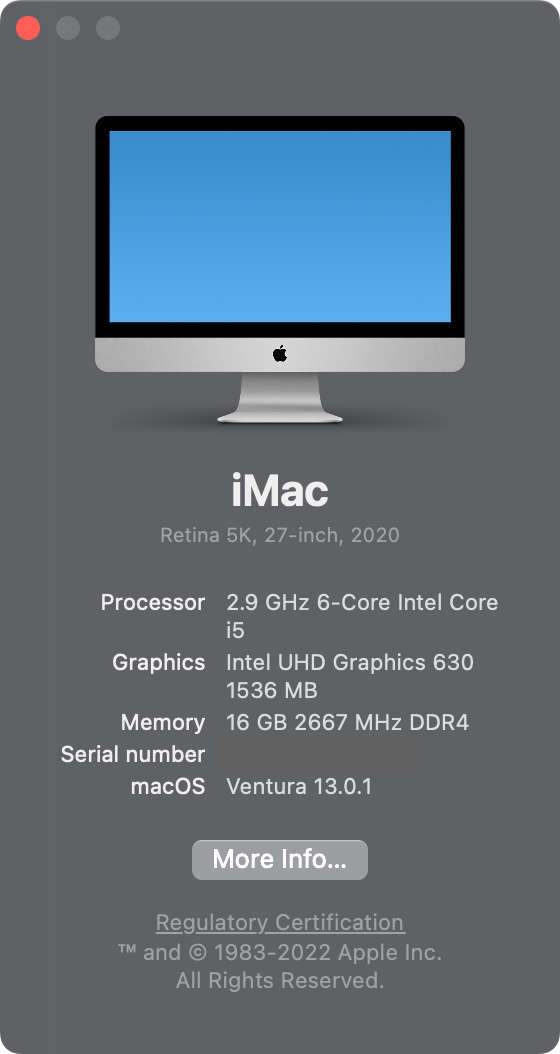 iMac
Retina 5K, 27-inch, 2020
Processor 2.9 GHz 6-Core Intel Core
i5
Graphics Intel UHD Graphics 630
1536 MB
Memory 16 GB 2667 MHz DDR4
Serial number
macOS Ventura 13.0.1
More Info...
Regulatory Certification
™ and © 1983-2022 Apple Inc.
All Rights Reserved.